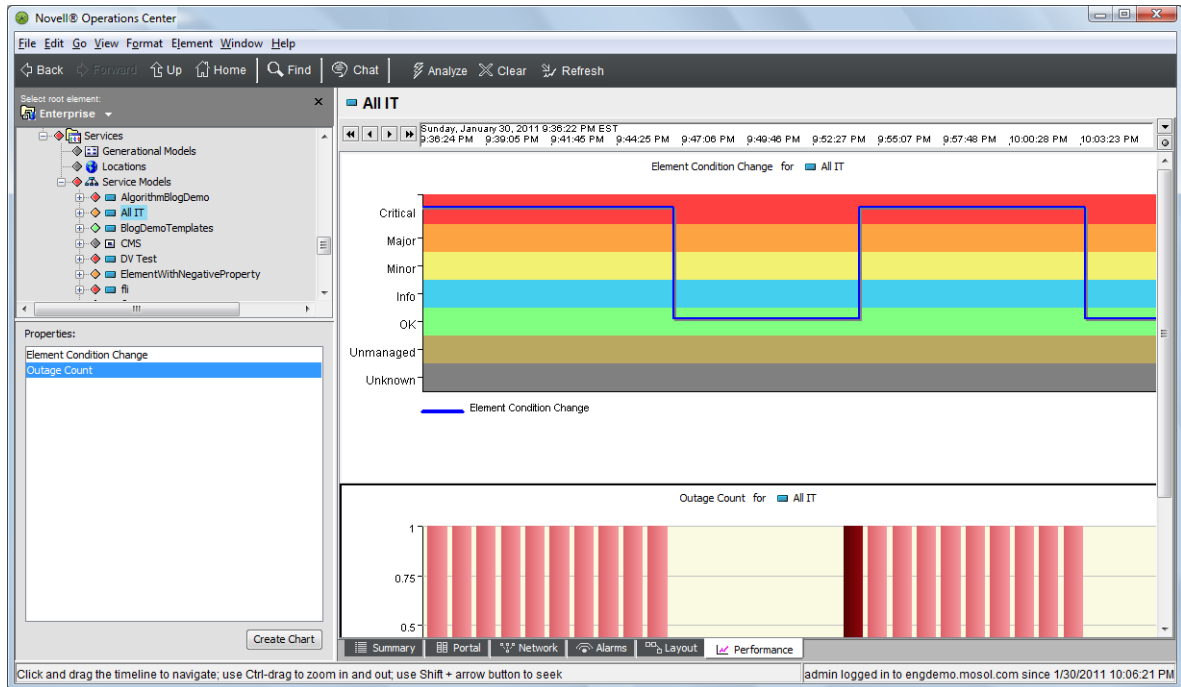 Novell® Operations Center
File Edit Go View Format Element Window Help
Back Forward Up Home Find Chat Analyze Clear Refresh
Select root element:
Enterprise
Services
Generational Models
Locations
Service Models
AlgorithmBlogDemo
All IT
BlogDemoTemplates
CMS
DV Test
ElementWithNegativeProperty
fli
Properties:
Element Condition Change
Outage Count
Create Chart
All IT
Sunday, January 30, 2011 9:36:22 PM EST
9:36:24 PM 9:39:05 PM 9:41:45 PM 9:44:25 PM 9:47:06 PM 9:49:46 PM 9:52:27 PM 9:55:07 PM 9:57:48 PM 10:00:28 PM 10:03:23 PM
Element Condition Change for All IT
Critical
Major
Minor
Info
OK
Unmanaged
Unknown
Element Condition Change
Outage Count for All IT
1
0.75
0.5
Summary Portal Network Alarms Layout Performance
Click and drag the timeline to navigate; use Ctrl-drag to zoom in and out; use Shift + arrow button to seek
admin logged in to engdemo.mosol.com since 1/30/2011 10:06:21 PM